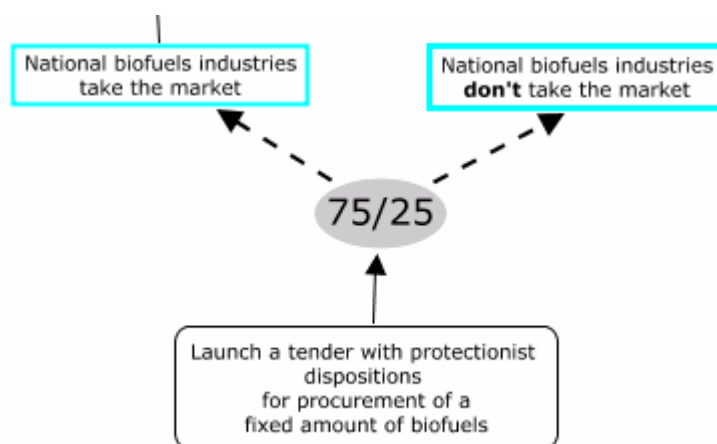 National biofuels industries
take the market
National biofuels industries
don't take the market
75/25
Launch a tender with protectionist
dispositions
for procurement of a
fixed amount of biofuels